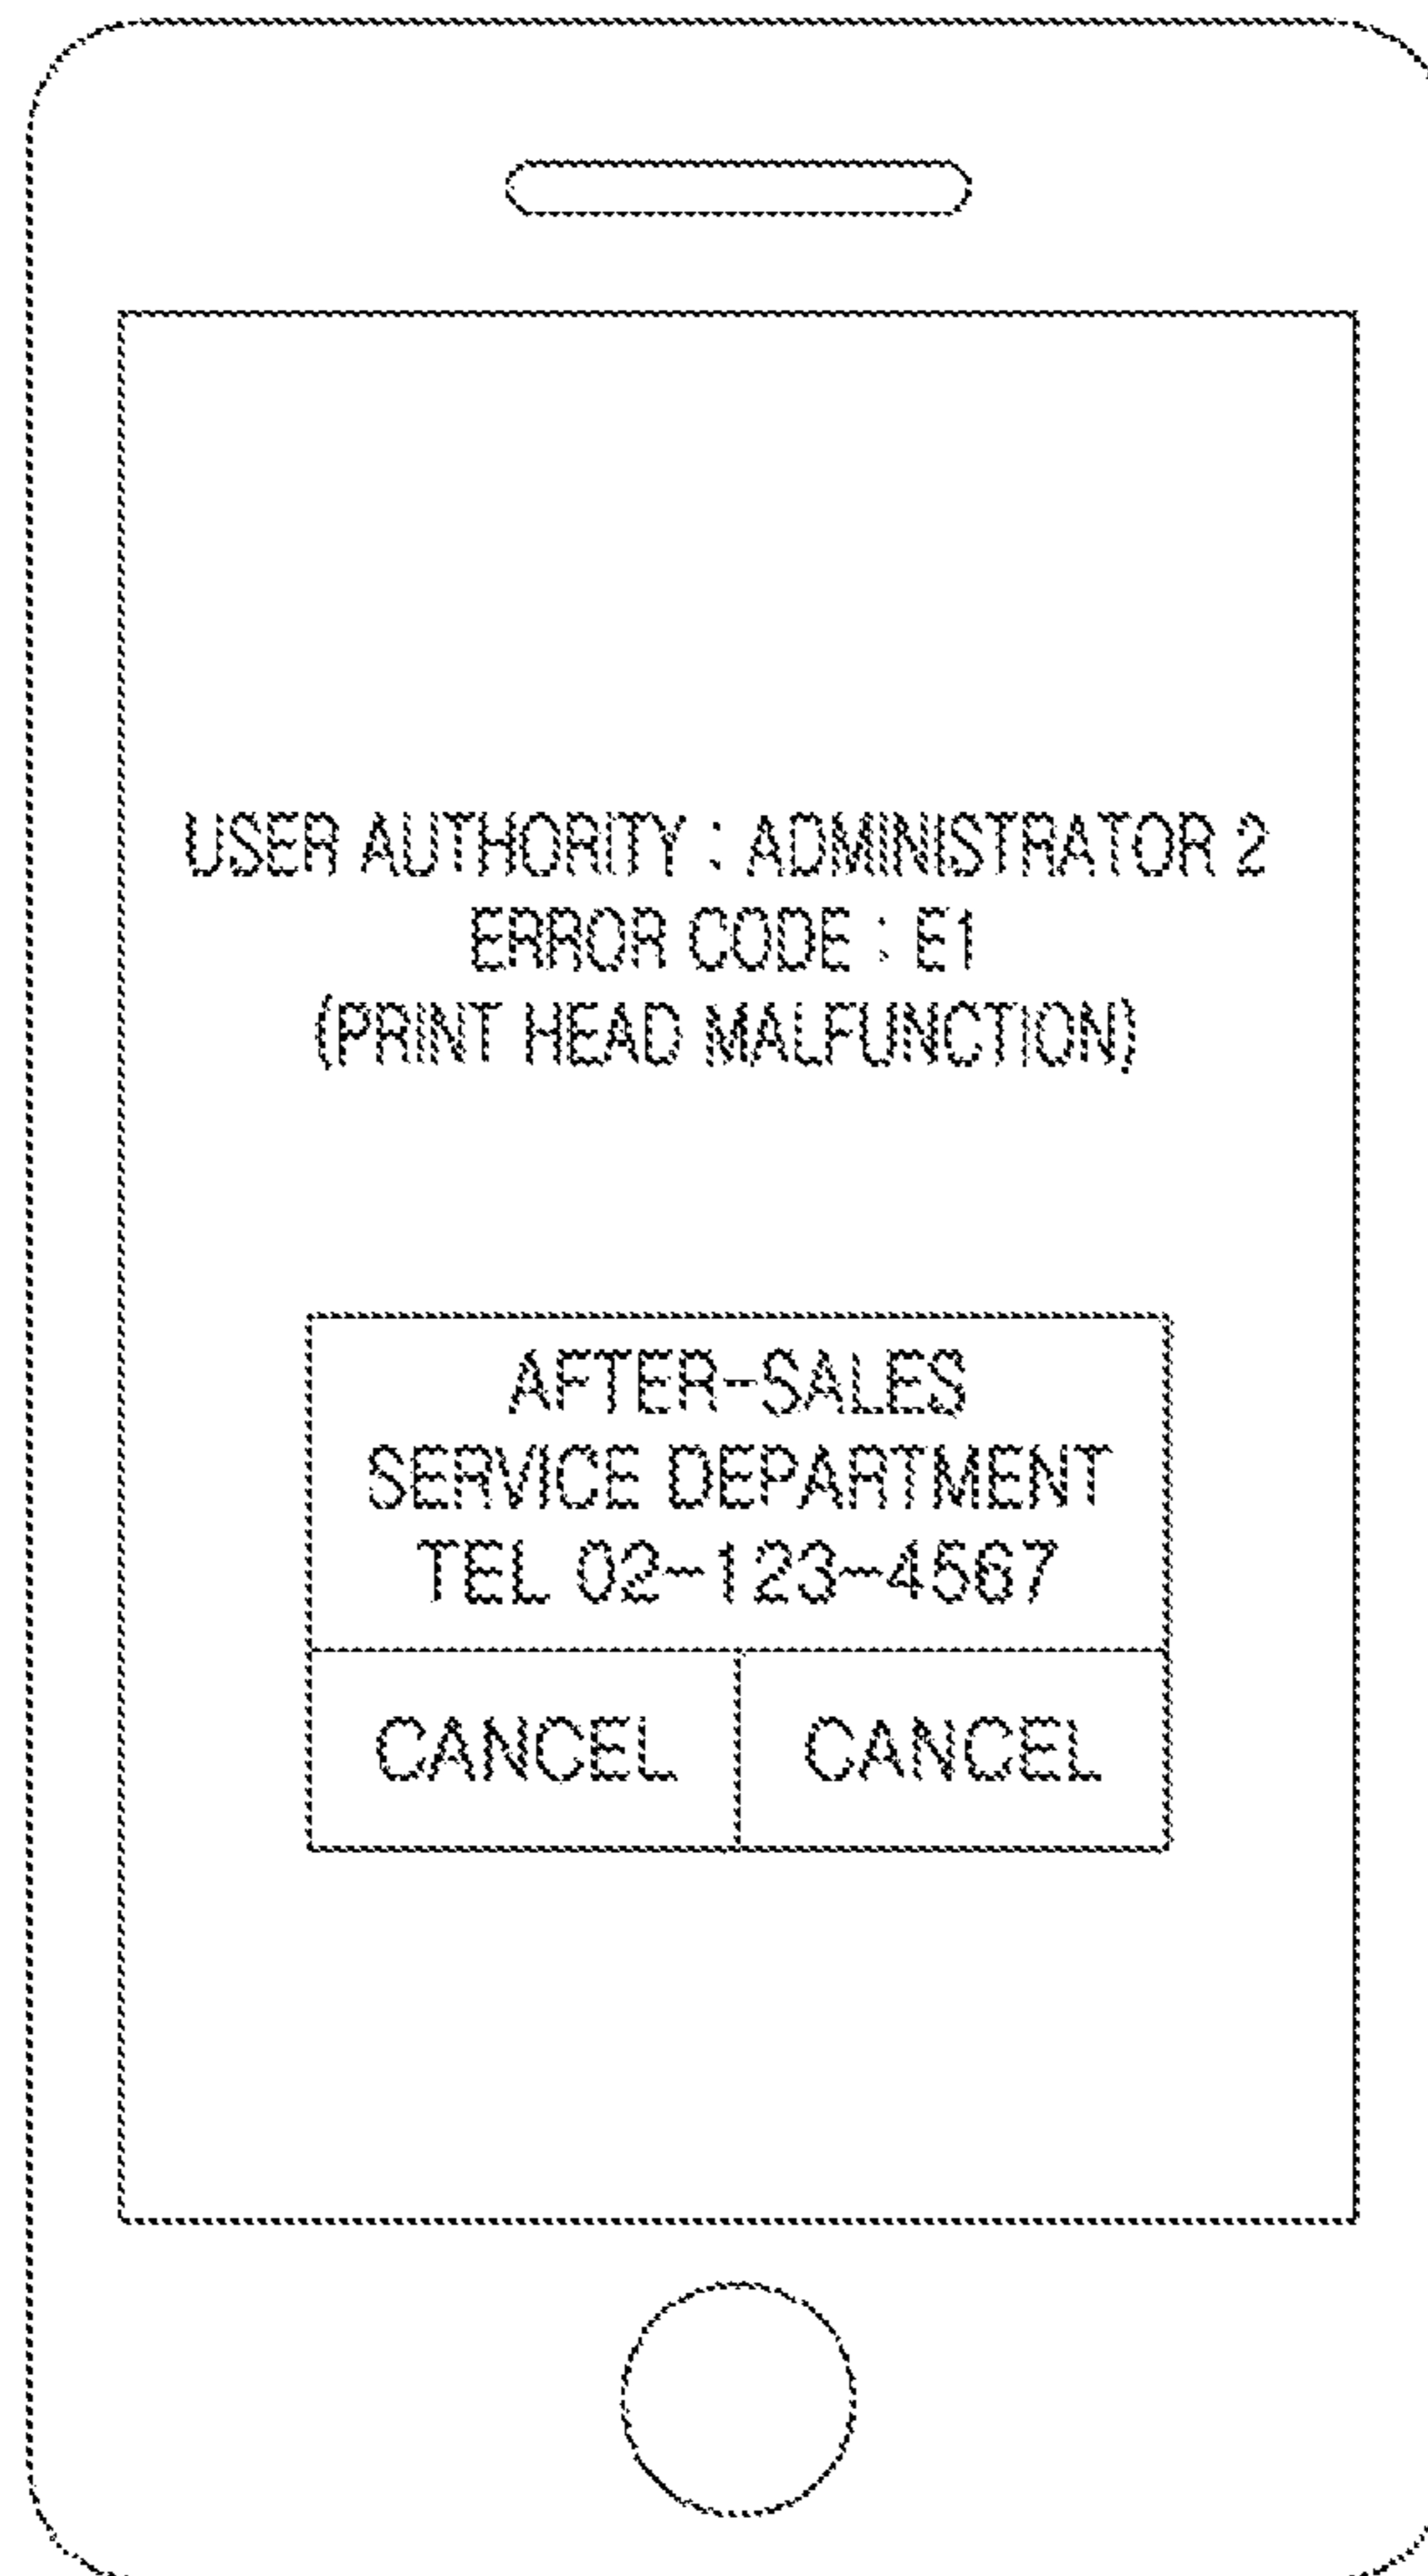 USER AUTHORITY : ADMINISTRATOR 2
ERROR CODE : E1
(PRINT HEAD MALFUNCTION)
AFTER-SALES
SERVICE DEPARTMENT
TEL 02-123-4567
CANCEL CANCEL